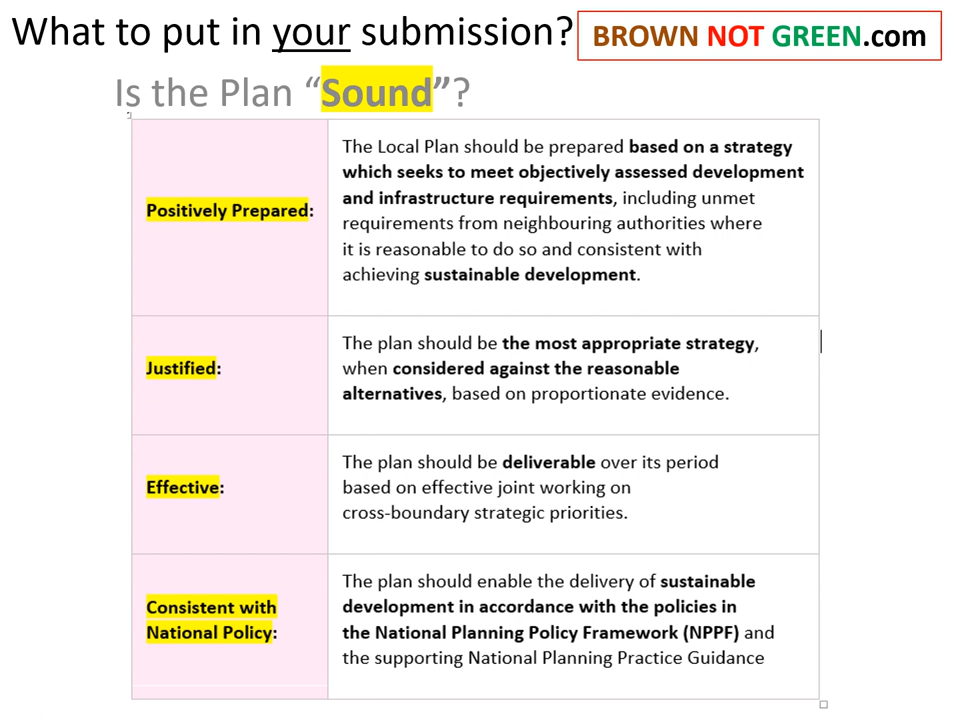 What to put in your submission?
BROWN NOT GREEN.com
Is the Plan “Sound”?
Positively Prepared:
The Local Plan should be prepared based on a strategy
which seeks to meet objectively assessed development
and infrastructure requirements, including unmet
requirements from neighbouring authorities where
it is reasonable to do so and consistent with
achieving sustainable development.
Justified:
The plan should be the most appropriate strategy,
when considered against the reasonable
alternatives, based on proportionate evidence.
Effective:
The plan should be deliverable over its period
based on effective joint working on
cross-boundary strategic priorities.
Consistent with
National Policy:
The plan should enable the delivery of sustainable
development in accordance with the policies in
the National Planning Policy Framework (NPPF) and
the supporting National Planning Practice Guidance